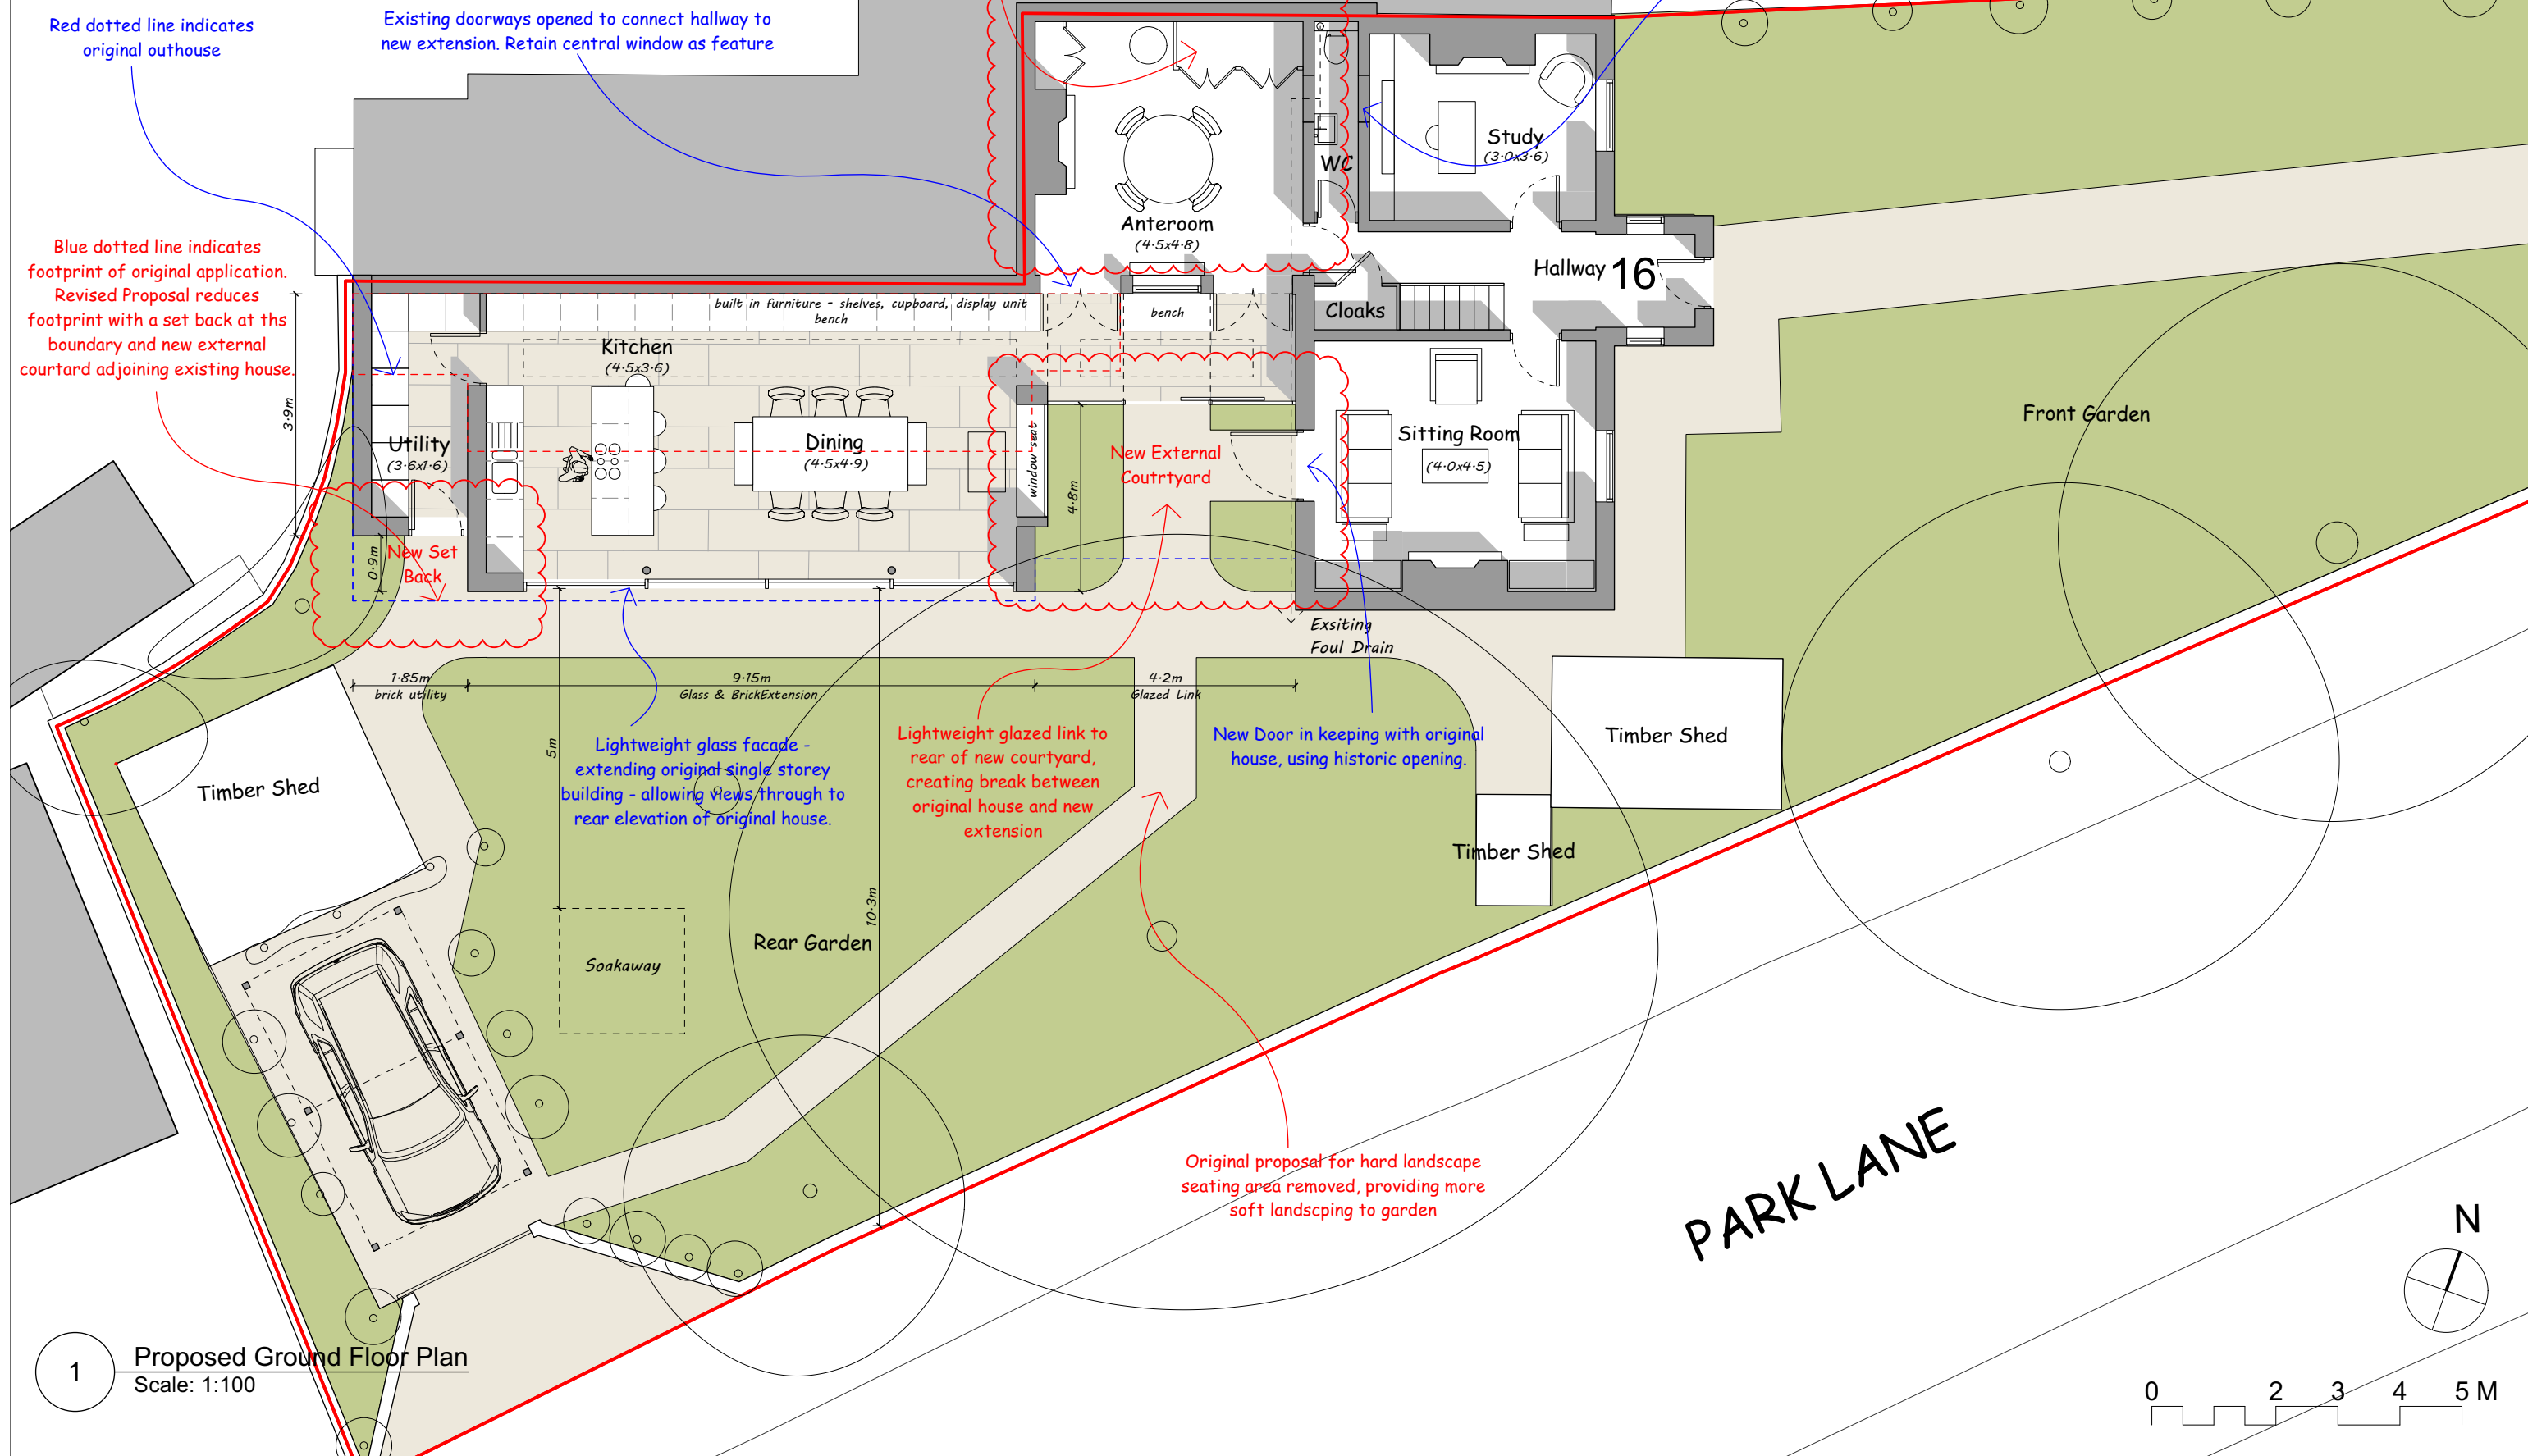 Red dotted line indicates
original outhouse
Existing doorways opened to connect hallway to
new extension. Retain central window as feature
Blue dotted line indicates
footprint of original application.
Revised Proposal reduces
footprint with a set back at ths
boundary and new external
courtard adjoining existing house.
Anteroom
(4·5x4·8)
WC
Study
(3·0x3·6)
Hallway
16
Cloaks
built in furniture - shelves, cupboard, display unit
bench
bench
Kitchen
(4·5x3·6)
Utility
(3·6x1·6)
Dining
(4·5x4·9)
window seat
New External
Coutrtyard
Sitting Room
(4·0x4·5)
Front Garden
3·9m
0·9m
4·8m
New Set
Back
Exsiting
Foul Drain
1·85m
brick utility
9·15m
Glass & BrickExtension
4·2m
Glazed Link
5m
10·3m
Lightweight glass facade -
extending original single storey
building - allowing views through to
rear elevation of original house.
Lightweight glazed link to
rear of new courtyard,
creating break between
original house and new
extension
New Door in keeping with original
house, using historic opening.
Timber Shed
Timber Shed
Timber Shed
Rear Garden
Soakaway
Original proposal for hard landscape
seating area removed, providing more
soft landscping to garden
PARK LANE
N
1
Proposed Ground Floor Plan
Scale: 1:100
0 2 3 4 5 M